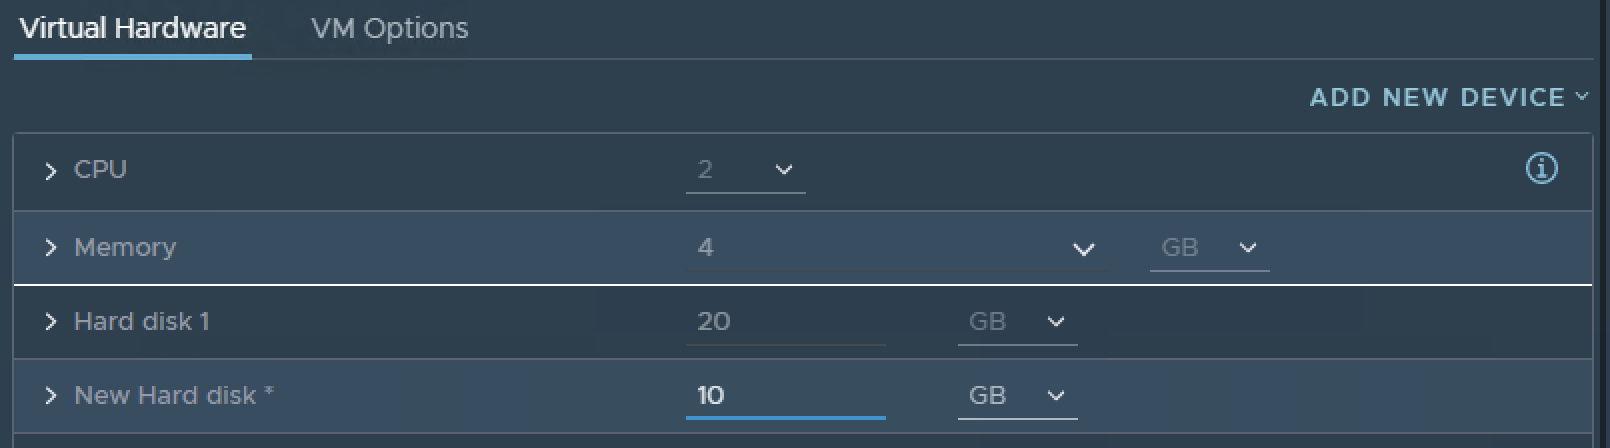 Virtual Hardware VM Options
ADD NEW DEVICE
CPU 2
Memory 4 GB
Hard disk 1 20 GB
New Hard disk * 10 GB